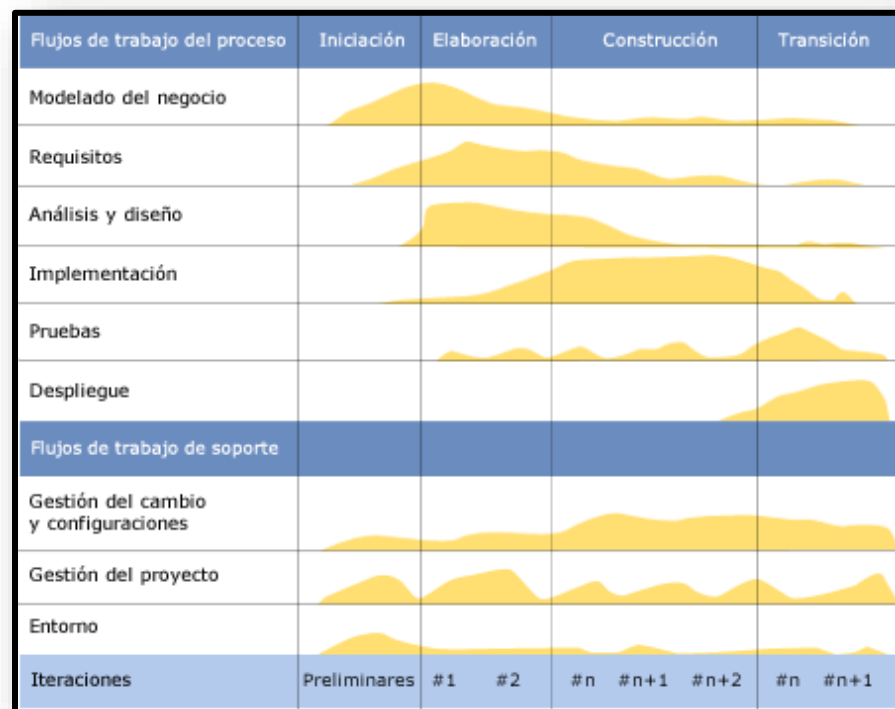 Flujos de trabajo del proceso Iniciación Elaboración Construcción Transición
Modelado del negocio
Requisitos
Análisis y diseño
Implementación
Pruebas
Despliegue
Flujos de trabajo de soporte
Gestión del cambio
y configuraciones
Gestión del proyecto
Entorno
Iteraciones Preliminares #1 #2 #n #n+1 #n+2 #n #n+1